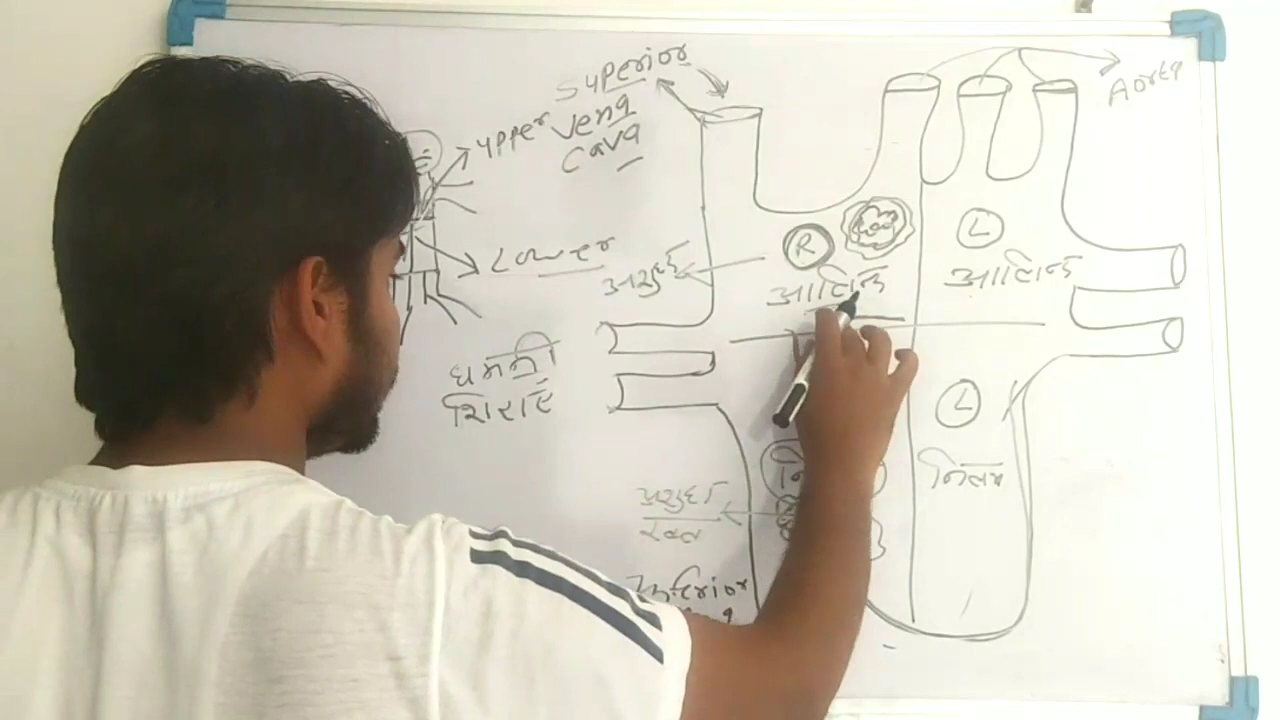 Superior
Vena
Cava
Upper
Lower
Aorta
R
L
आलिन्द
आलिन्द
अशुद्ध
धमनी
शिराएँ
L
नि
निलय
अशुद्ध
रक्त
Inferior